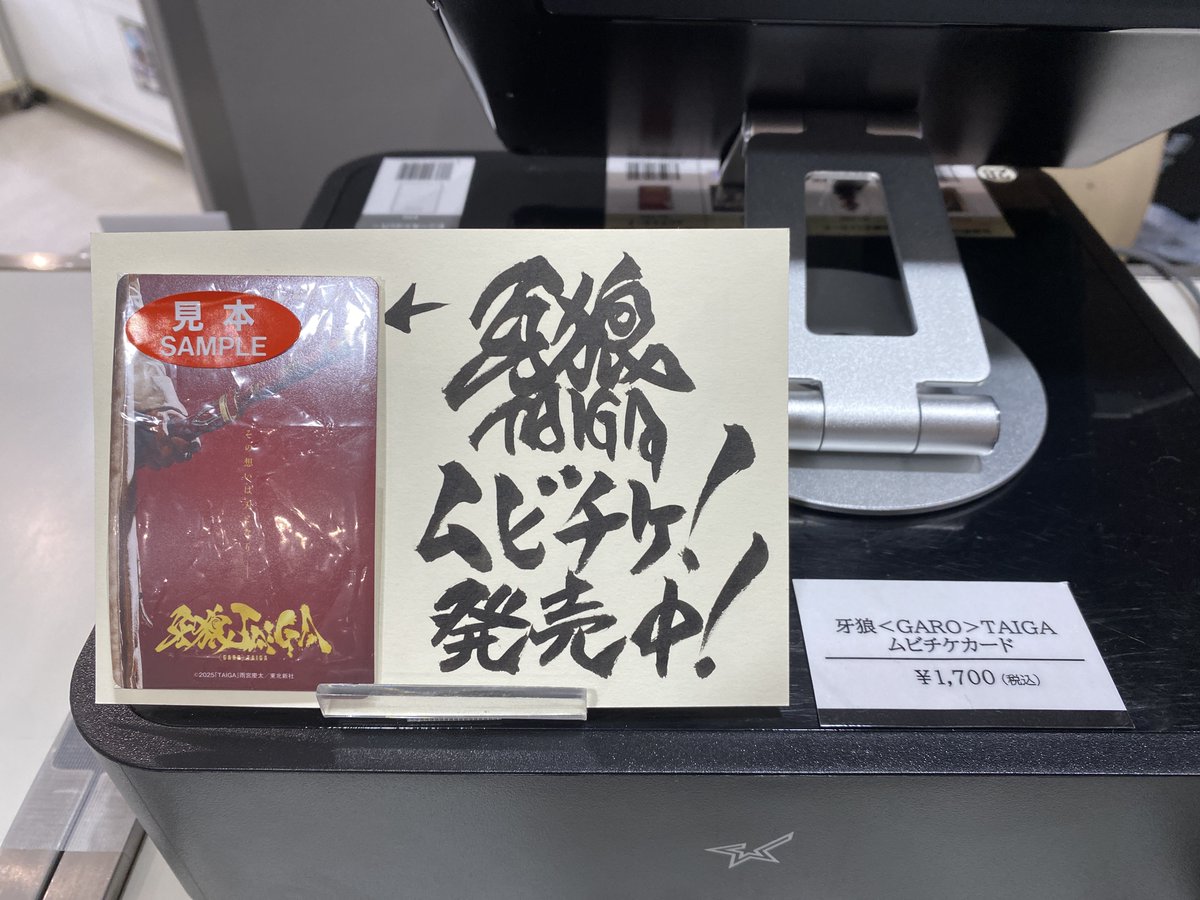 見本
SAMPLE
牙狼TAIGA
GARO TAIGA
©2025「TAIGA」雨宮慶太／東北新社
牙狼
TAIGA
ムビチケ!
発売中!
牙狼<GARO>TAIGA
ムビチケカード
¥1,700(税込)